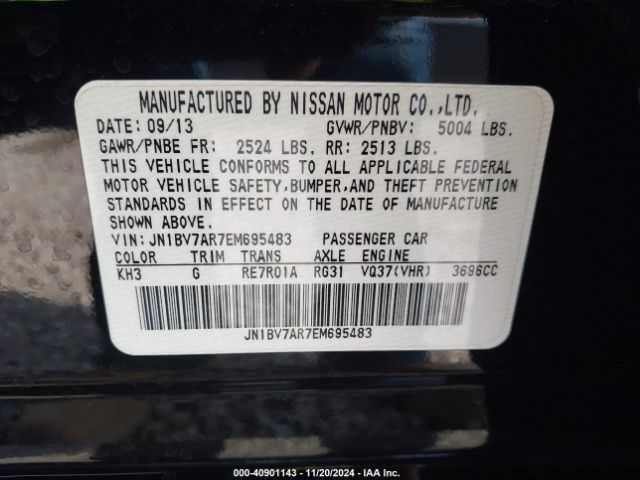 MANUFACTURED BY NISSAN MOTOR CO.,LTD.
DATE: 09/13 GVWR/PNBV: 5004 LBS.
GAWR/PNBE FR: 2524 LBS. RR: 2513 LBS.
THIS VEHICLE CONFORMS TO ALL APPLICABLE FEDERAL
MOTOR VEHICLE SAFETY,BUMPER,AND THEFT PREVENTION
STANDARDS IN EFFECT ON THE DATE OF MANUFACTURE
SHOWN ABOVE.
VIN: JN1BV7AR7EM695483 PASSENGER CAR
COLOR TRIM TRANS AXLE ENGINE
KH3 G RE7R01A RG31 VQ37(VHR) 3696CC
JN1BV7AR7EM695483
000-40901143 - 11/20/2024 - IAA Inc.